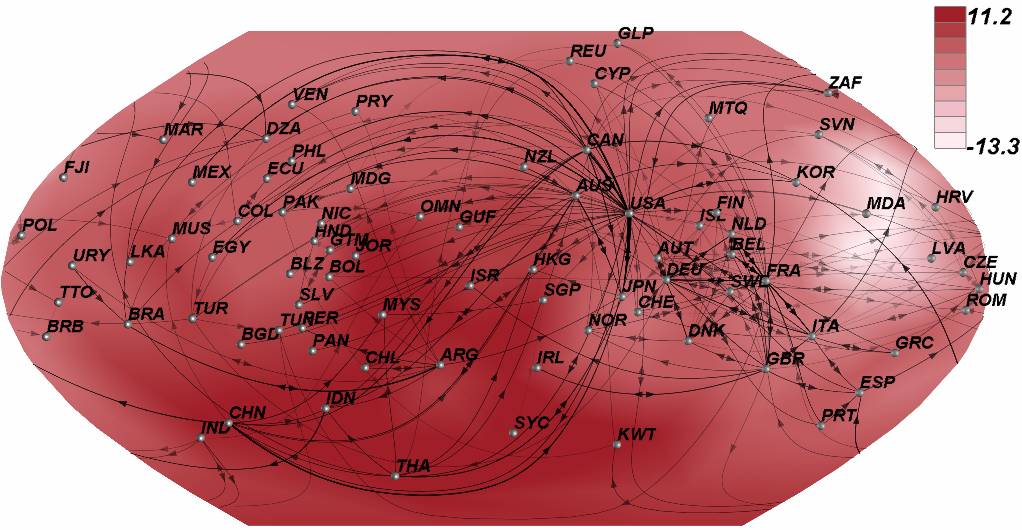 11.2
-13.3
GLP
REU
CYP
ZAF
VEN
PRY
MTQ
MAR
DZA
SVN
CAN
FJI
MEX
PHL
ECU
MDG
NZL
AUS
KOR
POL
COL
PAK
NIC
OMN
GUF
USA
FIN
ISL
MDA
HRV
MUS
HND
GTM
JOR
NLD
BEL
URY
LKA
EGY
BLZ
BOL
ISR
HKG
AUT
DEU
SWE
FRA
LVA
CZE
HUN
ROM
TTO
BRB
BRA
TUR
SLV
SGP
JPN
CHE
BGD
TUN
PER
PAN
MYS
NOR
DNK
ITA
GRC
CHL
ARG
IRL
GBR
ESP
PRT
CHN
IDN
IND
SYC
KWT
THA